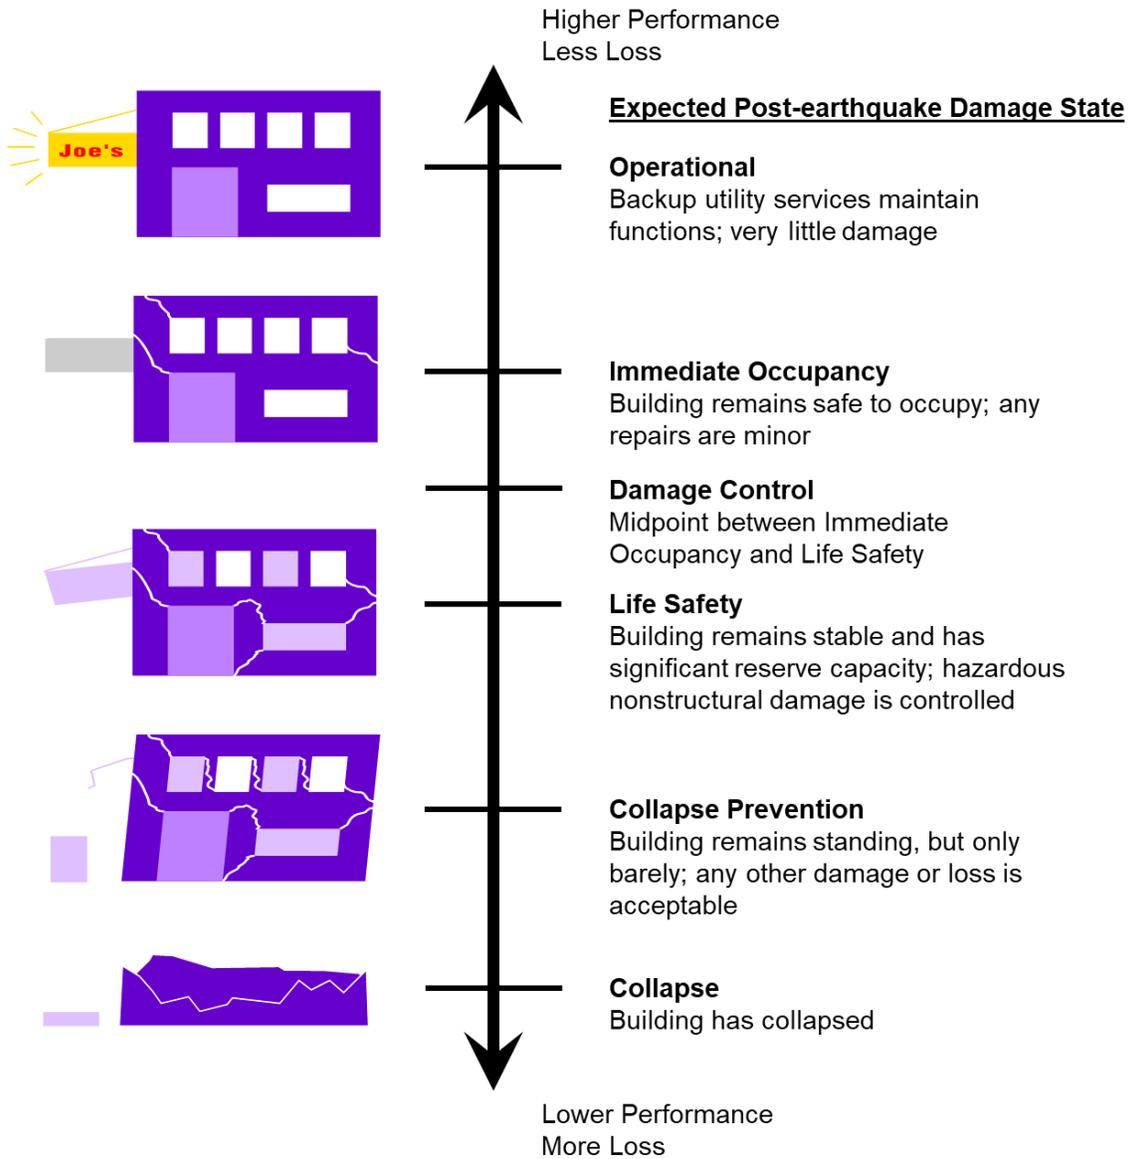 Higher Performance
Less Loss
Expected Post-earthquake Damage State
Joe's
Operational
Backup utility services maintain
functions; very little damage
Immediate Occupancy
Building remains safe to occupy; any
repairs are minor
Damage Control
Midpoint between Immediate
Occupancy and Life Safety
Life Safety
Building remains stable and has
significant reserve capacity; hazardous
nonstructural damage is controlled
Collapse Prevention
Building remains standing, but only
barely; any other damage or loss is
acceptable
Collapse
Building has collapsed
Lower Performance
More Loss